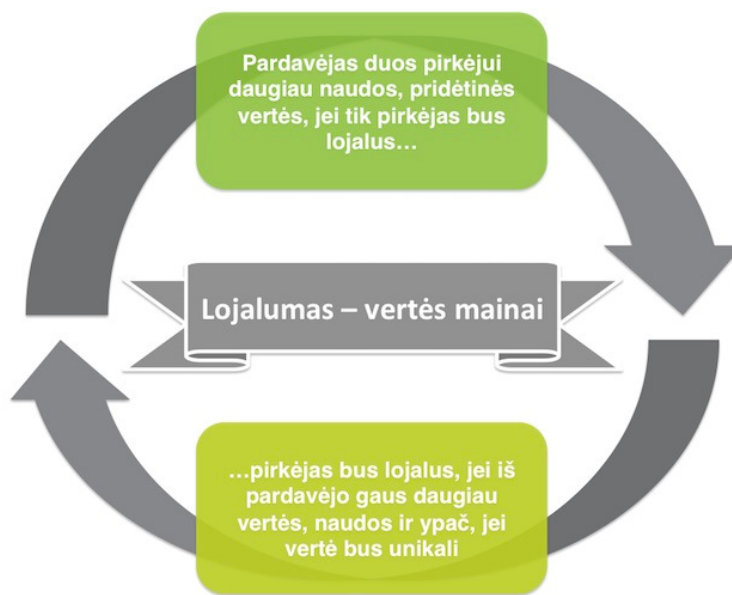 Pardavėjas duos pirkėjui
daugiau naudos, pridėtinės
vertės, jei tik pirkėjas bus
lojalus...
Lojalumas – vertės mainai
...pirkėjas bus lojalus, jei iš
pardavėjo gaus daugiau
vertės, naudos ir ypač, jei
vertė bus unikali